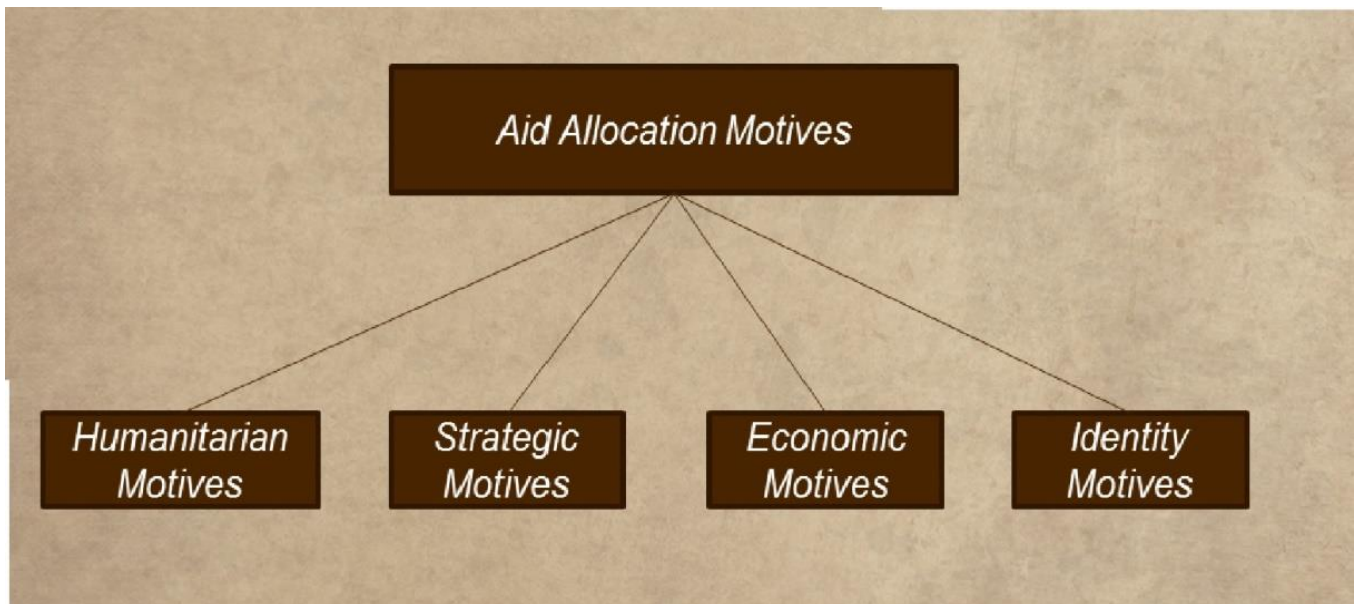 Aid Allocation Motives
Humanitarian
Motives
Strategic
Motives
Economic
Motives
Identity
Motives